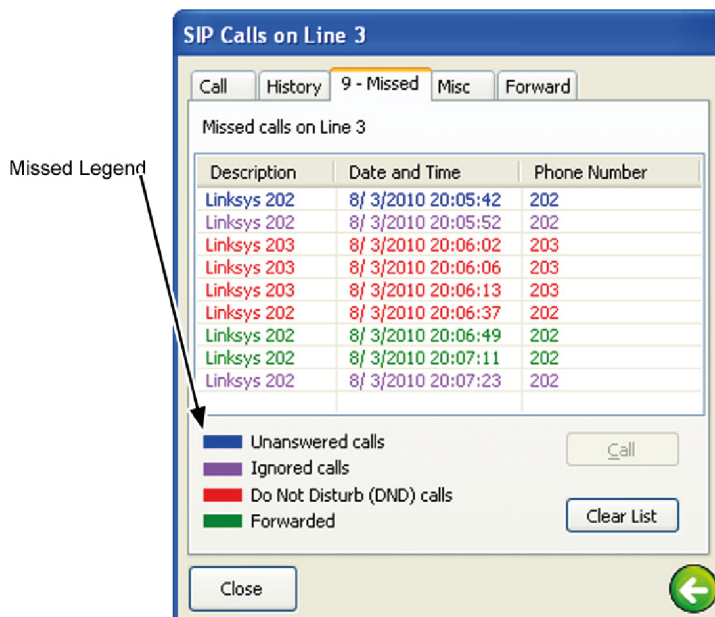 SIP Calls on Line 3
Call History 9 - Missed Misc Forward
Missed calls on Line 3
Missed Legend
Description Date and Time Phone Number
Linksys 202 8/ 3/2010 20:05:42 202
Linksys 202 8/ 3/2010 20:05:52 202
Linksys 203 8/ 3/2010 20:06:02 203
Linksys 203 8/ 3/2010 20:06:06 203
Linksys 203 8/ 3/2010 20:06:13 203
Linksys 202 8/ 3/2010 20:06:37 202
Linksys 202 8/ 3/2010 20:06:49 202
Linksys 202 8/ 3/2010 20:07:11 202
Linksys 202 8/ 3/2010 20:07:23 202
Unanswered calls
Ignored calls
Do Not Disturb (DND) calls
Forwarded
Call
Clear List
Close